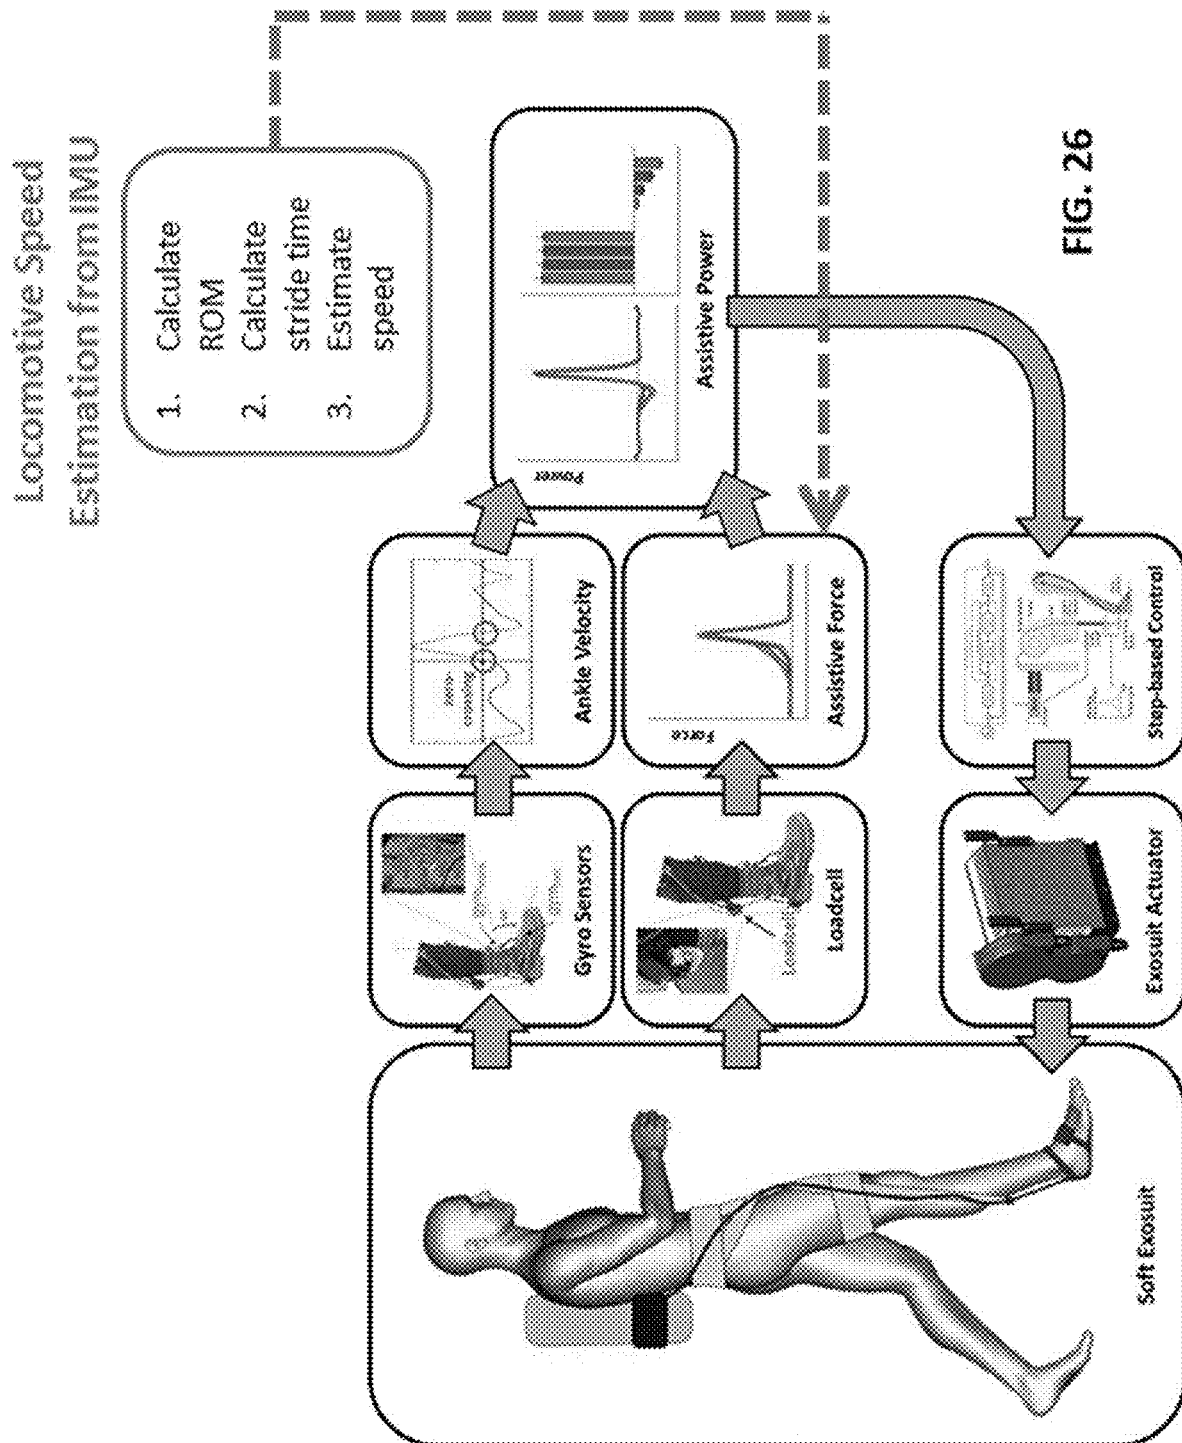 Locomotive Speed
Estimation from IMU
1. Calculate
ROM
2. Calculate
stride time
3. Estimate
speed
Gyro Sensors
Ankle Velocity
Power
Assistive Power
Loadcell
Loadcell
Force
Assistive Force
Soft Exosuit
Exosuit Actuator
Step-based Control
FIG. 26